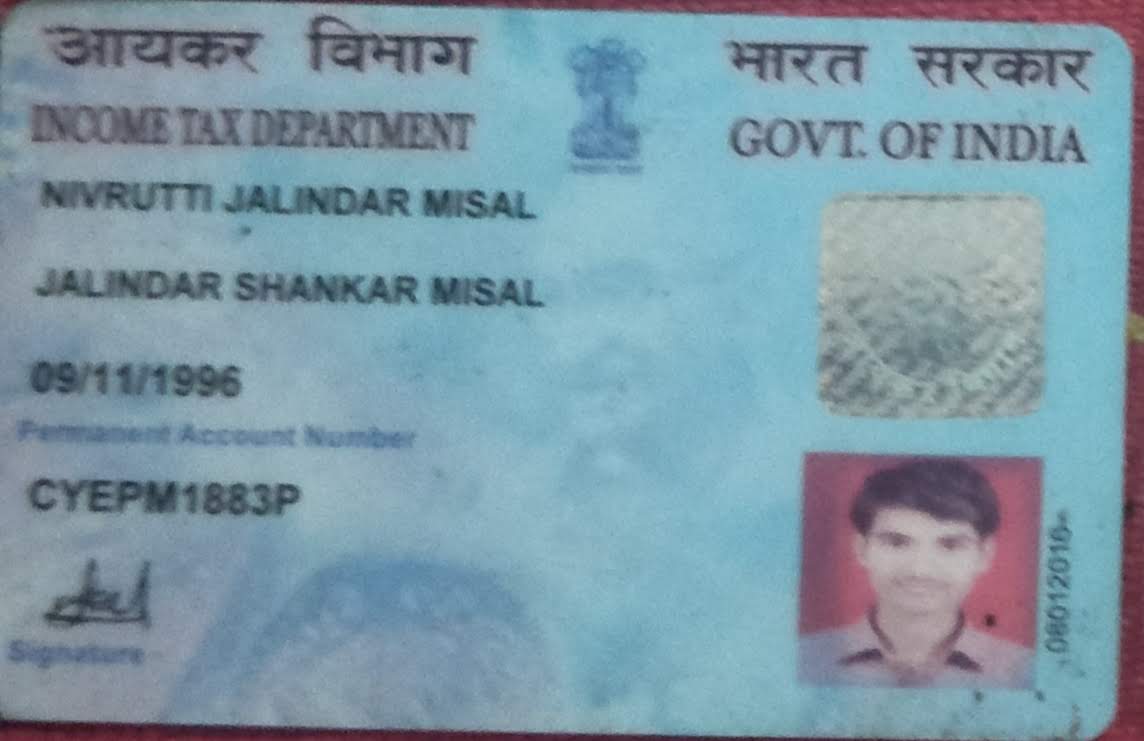 आयकर विभाग
भारत सरकार
INCOME TAX DEPARTMENT
GOVT. OF INDIA
NIVRUTTI JALINDAR MISAL
JALINDAR SHANKAR MISAL
09/11/1996
Permanent Account Number
CYEPM1883P
Signature
08012016